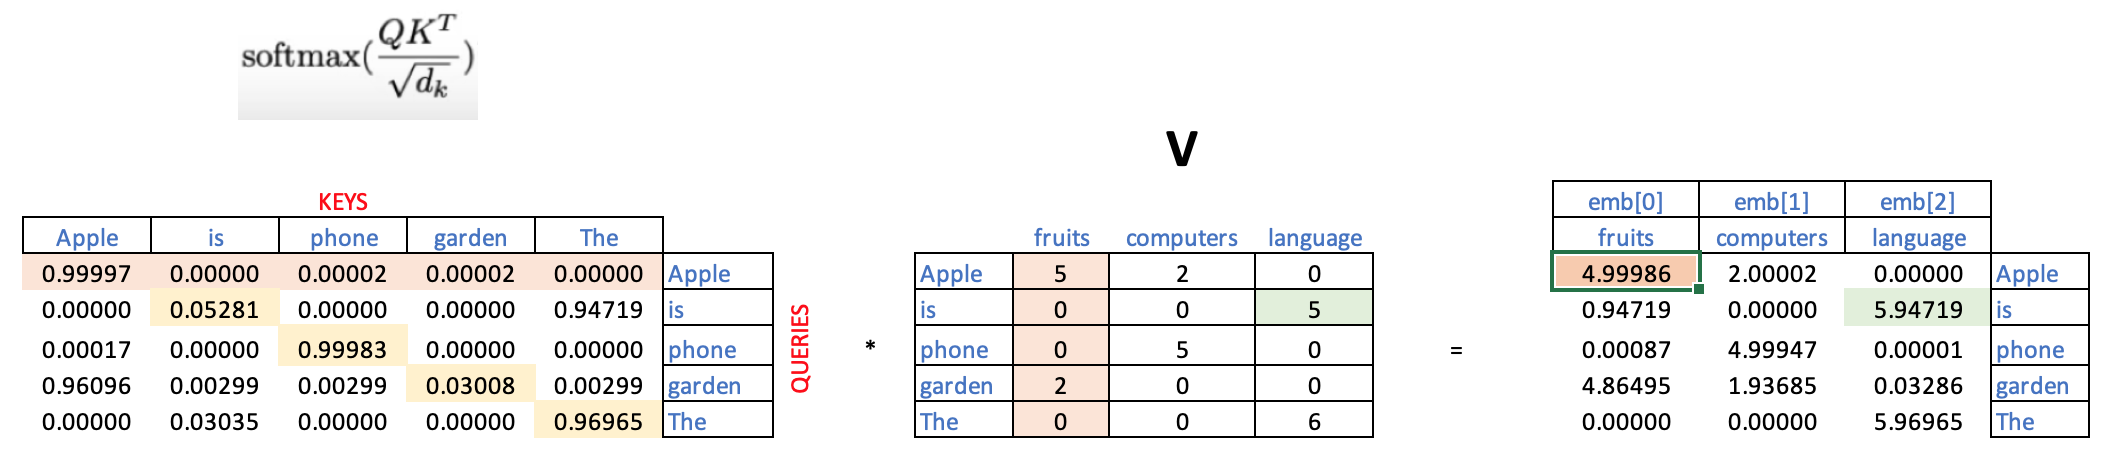 softmax(QK^T/√d_k)
V
KEYS
emb[0] emb[1] emb[2]
Apple is phone garden The
fruits computers language
fruits computers language
0.99997 0.00000 0.00002 0.00002 0.00000 Apple
Apple 5 2 0
4.99986 2.00002 0.00000 Apple
0.00000 0.05281 0.00000 0.00000 0.94719 is
is 0 0 5
0.94719 0.00000 5.94719 is
QUERIES
*
=
0.00017 0.00000 0.99983 0.00000 0.00000 phone
phone 0 5 0
0.00087 4.99947 0.00001 phone
0.96096 0.00299 0.00299 0.03008 0.00299 garden
garden 2 0 0
4.86495 1.93685 0.03286 garden
0.00000 0.03035 0.00000 0.00000 0.96965 The
The 0 0 6
0.00000 0.00000 5.96965 The